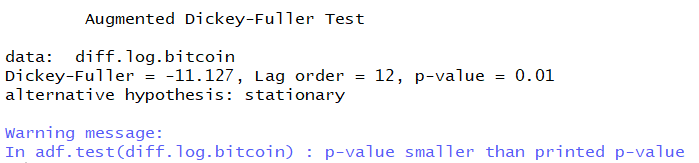 Augmented Dickey-Fuller Test
data:  diff.log.bitcoin
Dickey-Fuller = -11.127, Lag order = 12, p-value = 0.01
alternative hypothesis: stationary
Warning message:
In adf.test(diff.log.bitcoin) : p-value smaller than printed p-value